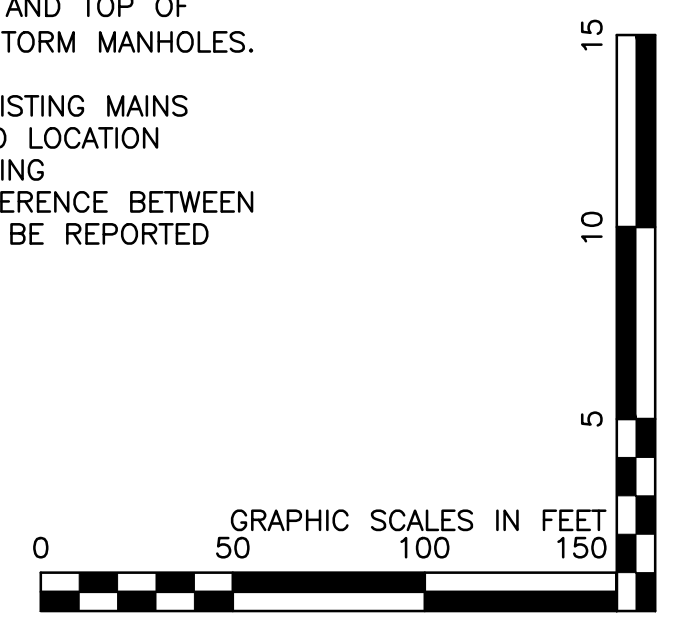 AND TOP OF
TORM MANHOLES.
ISTING MAINS
LOCATION
ING
ERENCE BETWEEN
BE REPORTED
15
10
5
GRAPHIC SCALES IN FEET
0 50 100 150